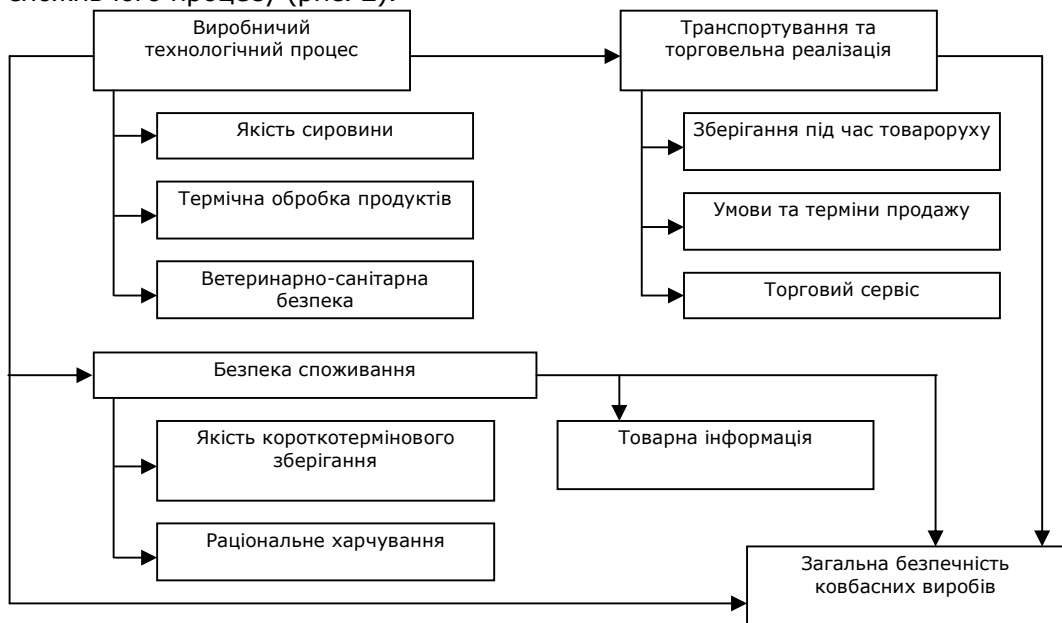 (рис. 2).
Виробничий
технологічний процес
Транспортування та
торговельна реалізація
Якість сировини
Зберігання під час товароруху
Термічна обробка продуктів
Умови та терміни продажу
Ветеринарно-санітарна
безпека
Торговий сервіс
Безпека споживання
Якість короткотермінового
зберігання
Товарна інформація
Раціональне харчування
Загальна безпечність
ковбасних виробів